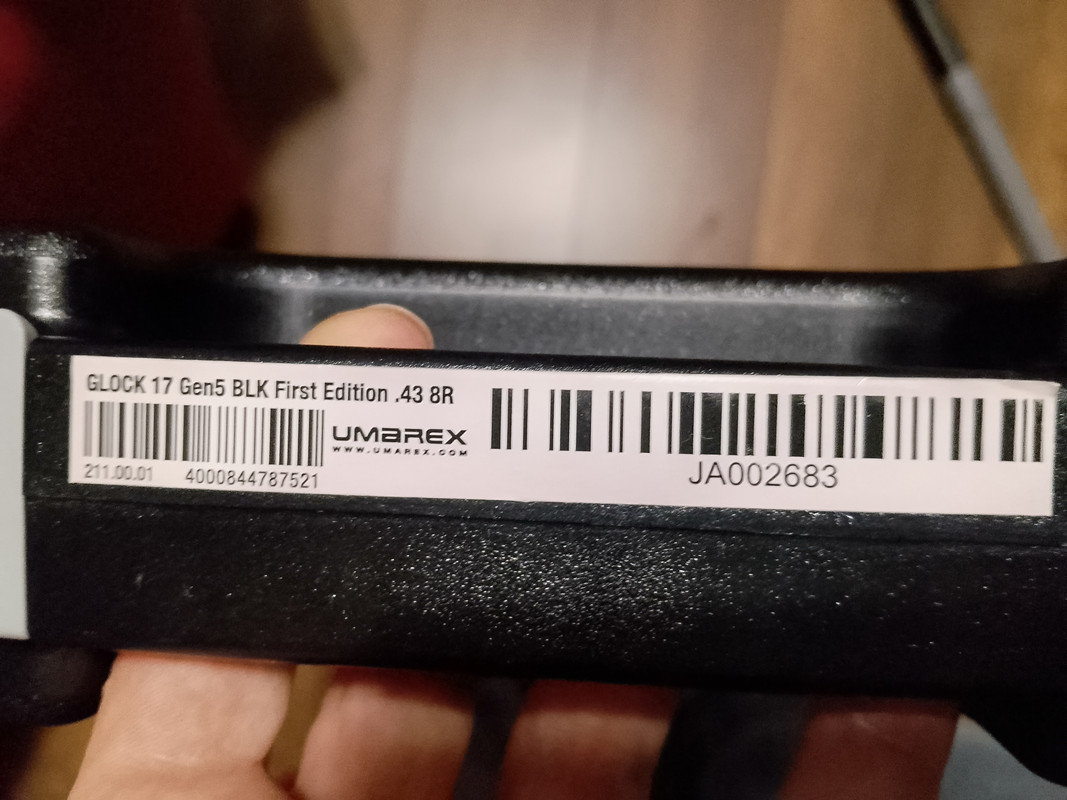 GLOCK 17 Gen5 BLK First Edition .43 8R
UMAREX
WWW.UMAREX.COM
211.00.01 4000844787521
JA002683